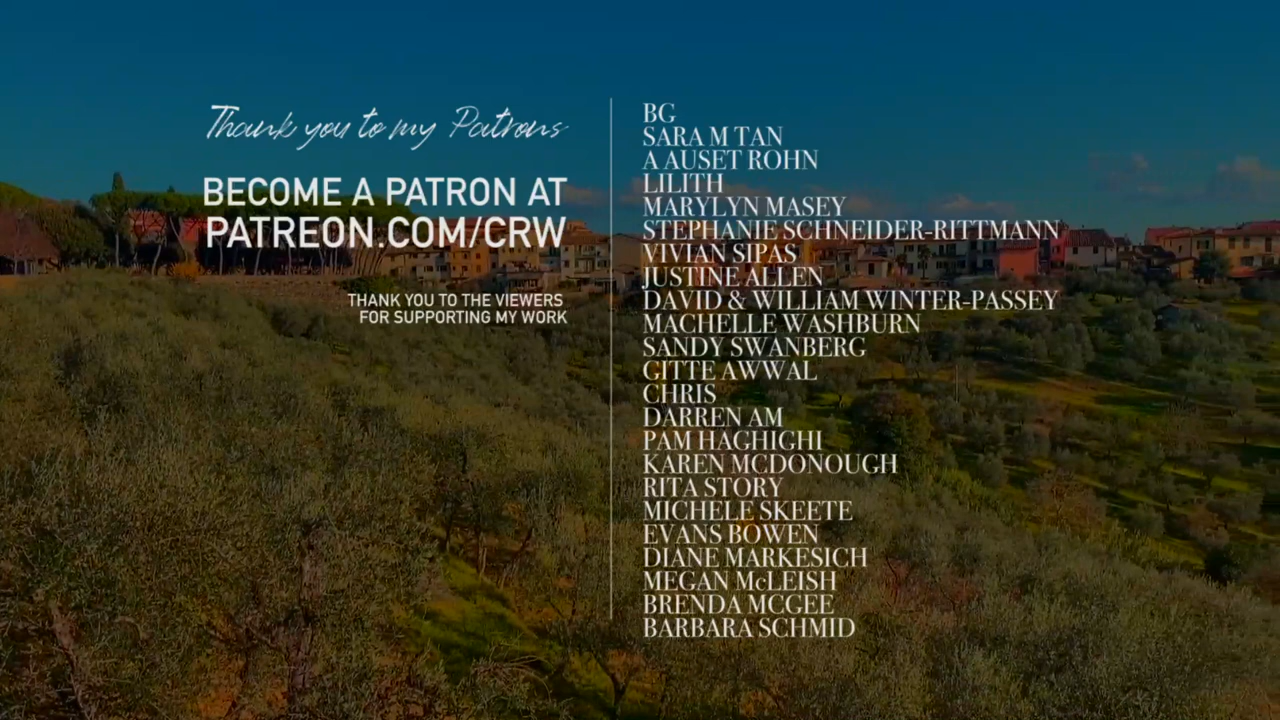 Thank you to my Patrons
BECOME A PATRON AT
PATREON.COM/CRW
THANK YOU TO THE VIEWERS
FOR SUPPORTING MY WORK
BG
SARA M TAN
A AUSET ROHN
LILITH
MARYLYN MASEY
STEPHANIE SCHNEIDER-RITTMANN
VIVIAN SIPAS
JUSTINE ALLEN
DAVID & WILLIAM WINTER-PASSEY
MACHELLE WASHBURN
SANDY SWANBERG
GITTE AWWAL
CHRIS
DARREN AM
PAM HAGHIGHI
KAREN MCDONOUGH
RITA STORY
MICHELE SKEETE
EVANS BOWEN
DIANE MARKESICH
MEGAN McLEISH
BRENDA MCGEE
BARBARA SCHMID